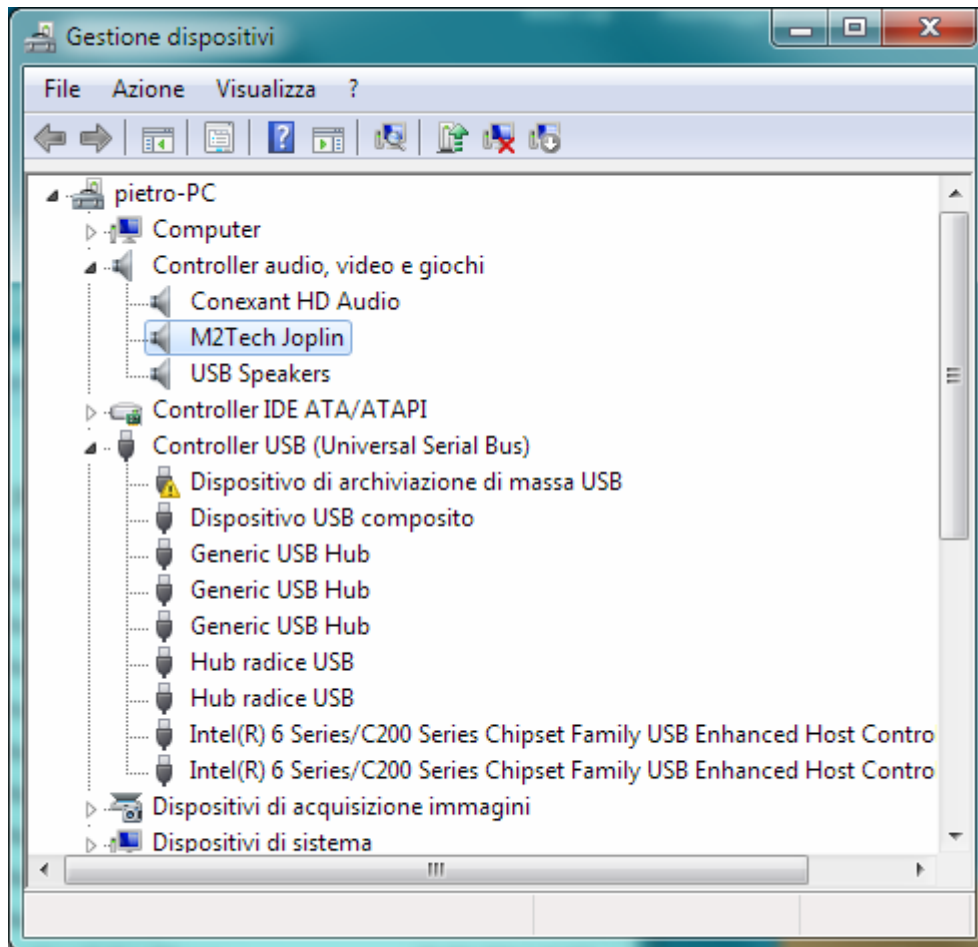 Gestione dispositivi
File Azione Visualizza ?
pietro-PC
Computer
Controller audio, video e giochi
Conexant HD Audio
M2Tech Joplin
USB Speakers
Controller IDE ATA/ATAPI
Controller USB (Universal Serial Bus)
Dispositivo di archiviazione di massa USB
Dispositivo USB composito
Generic USB Hub
Generic USB Hub
Generic USB Hub
Hub radice USB
Hub radice USB
Intel(R) 6 Series/C200 Series Chipset Family USB Enhanced Host Contro
Intel(R) 6 Series/C200 Series Chipset Family USB Enhanced Host Contro
Dispositivi di acquisizione immagini
Dispositivi di sistema